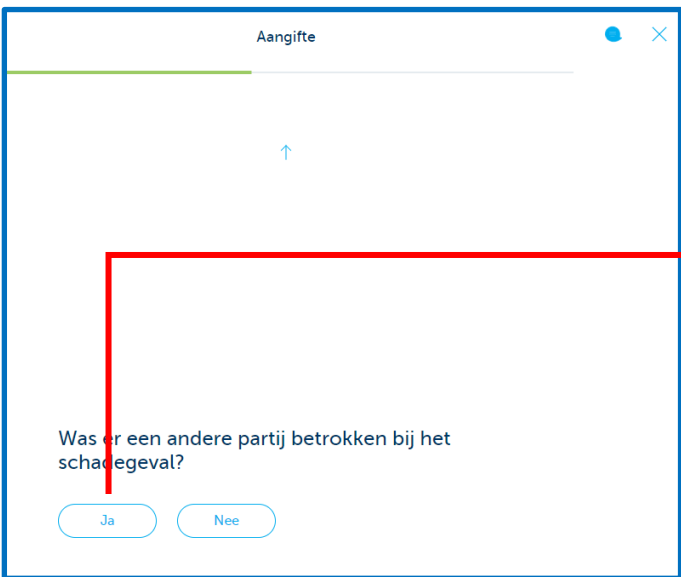 Aangifte
Was er een andere partij betrokken bij het
schadegeval?
Ja
Nee